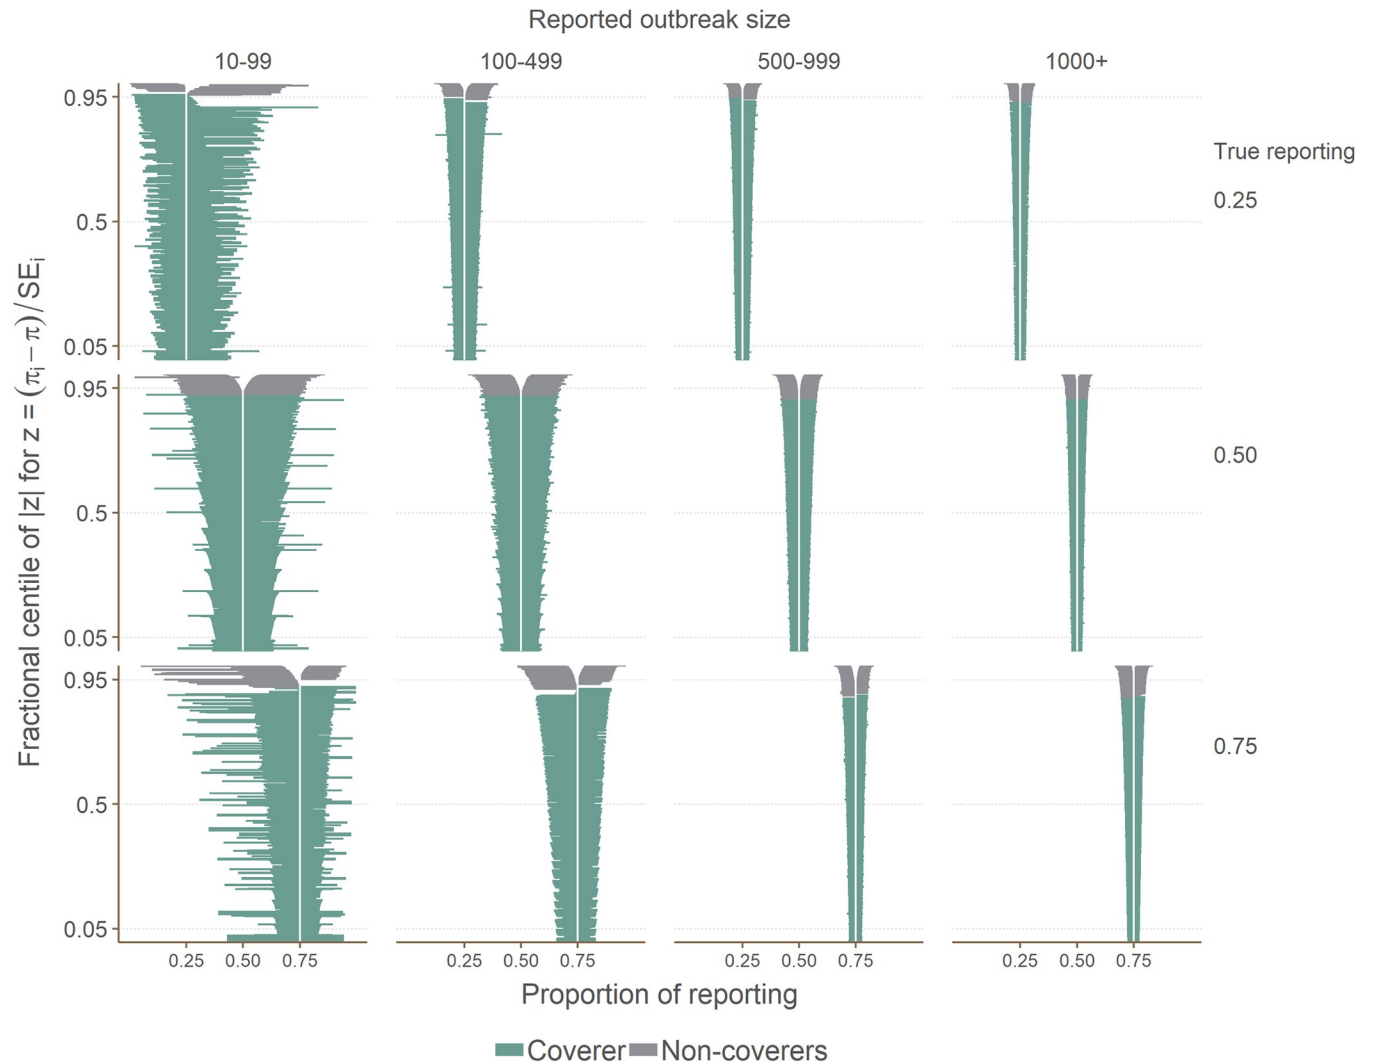 Reported outbreak size
10-99 100-499 500-999 1000+
Fractional centile of |z| for z = (πᵢ − π) / SEᵢ
0.95
0.5
0.05
True reporting
0.25
0.95
0.5
0.05
0.50
0.95
0.5
0.05
0.75
0.25 0.50 0.75 0.25 0.50 0.75 0.25 0.50 0.75 0.25 0.50 0.75
Proportion of reporting
Coverer Non-coverers